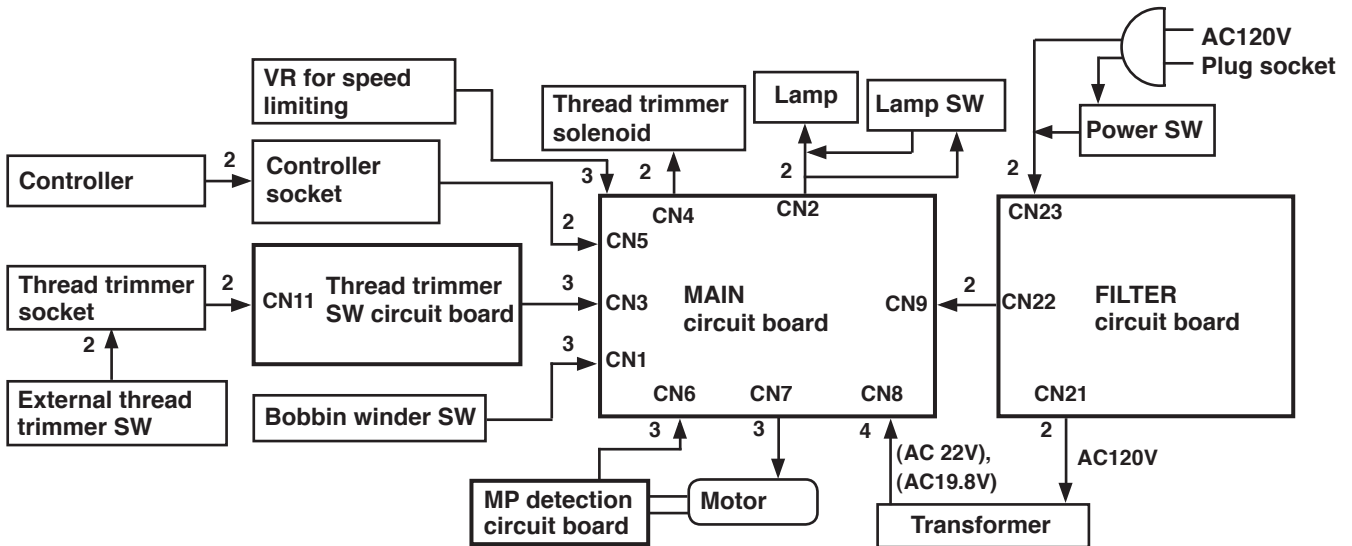 AC120V
Plug socket
VR for speed
limiting
Thread trimmer
solenoid
Lamp
Lamp SW
Power SW
Controller
2
Controller
socket
3
2
2
2
CN4
CN2
CN23
2
CN5
Thread trimmer
socket
2
CN11
Thread trimmer
SW circuit board
3
CN3
MAIN
circuit board
CN9
2
CN22
FILTER
circuit board
2
3
CN1
External thread
trimmer SW
Bobbin winder SW
CN6
CN7
CN8
CN21
3
3
4
2
(AC 22V),
(AC19.8V)
AC120V
MP detection
circuit board
Motor
Transformer